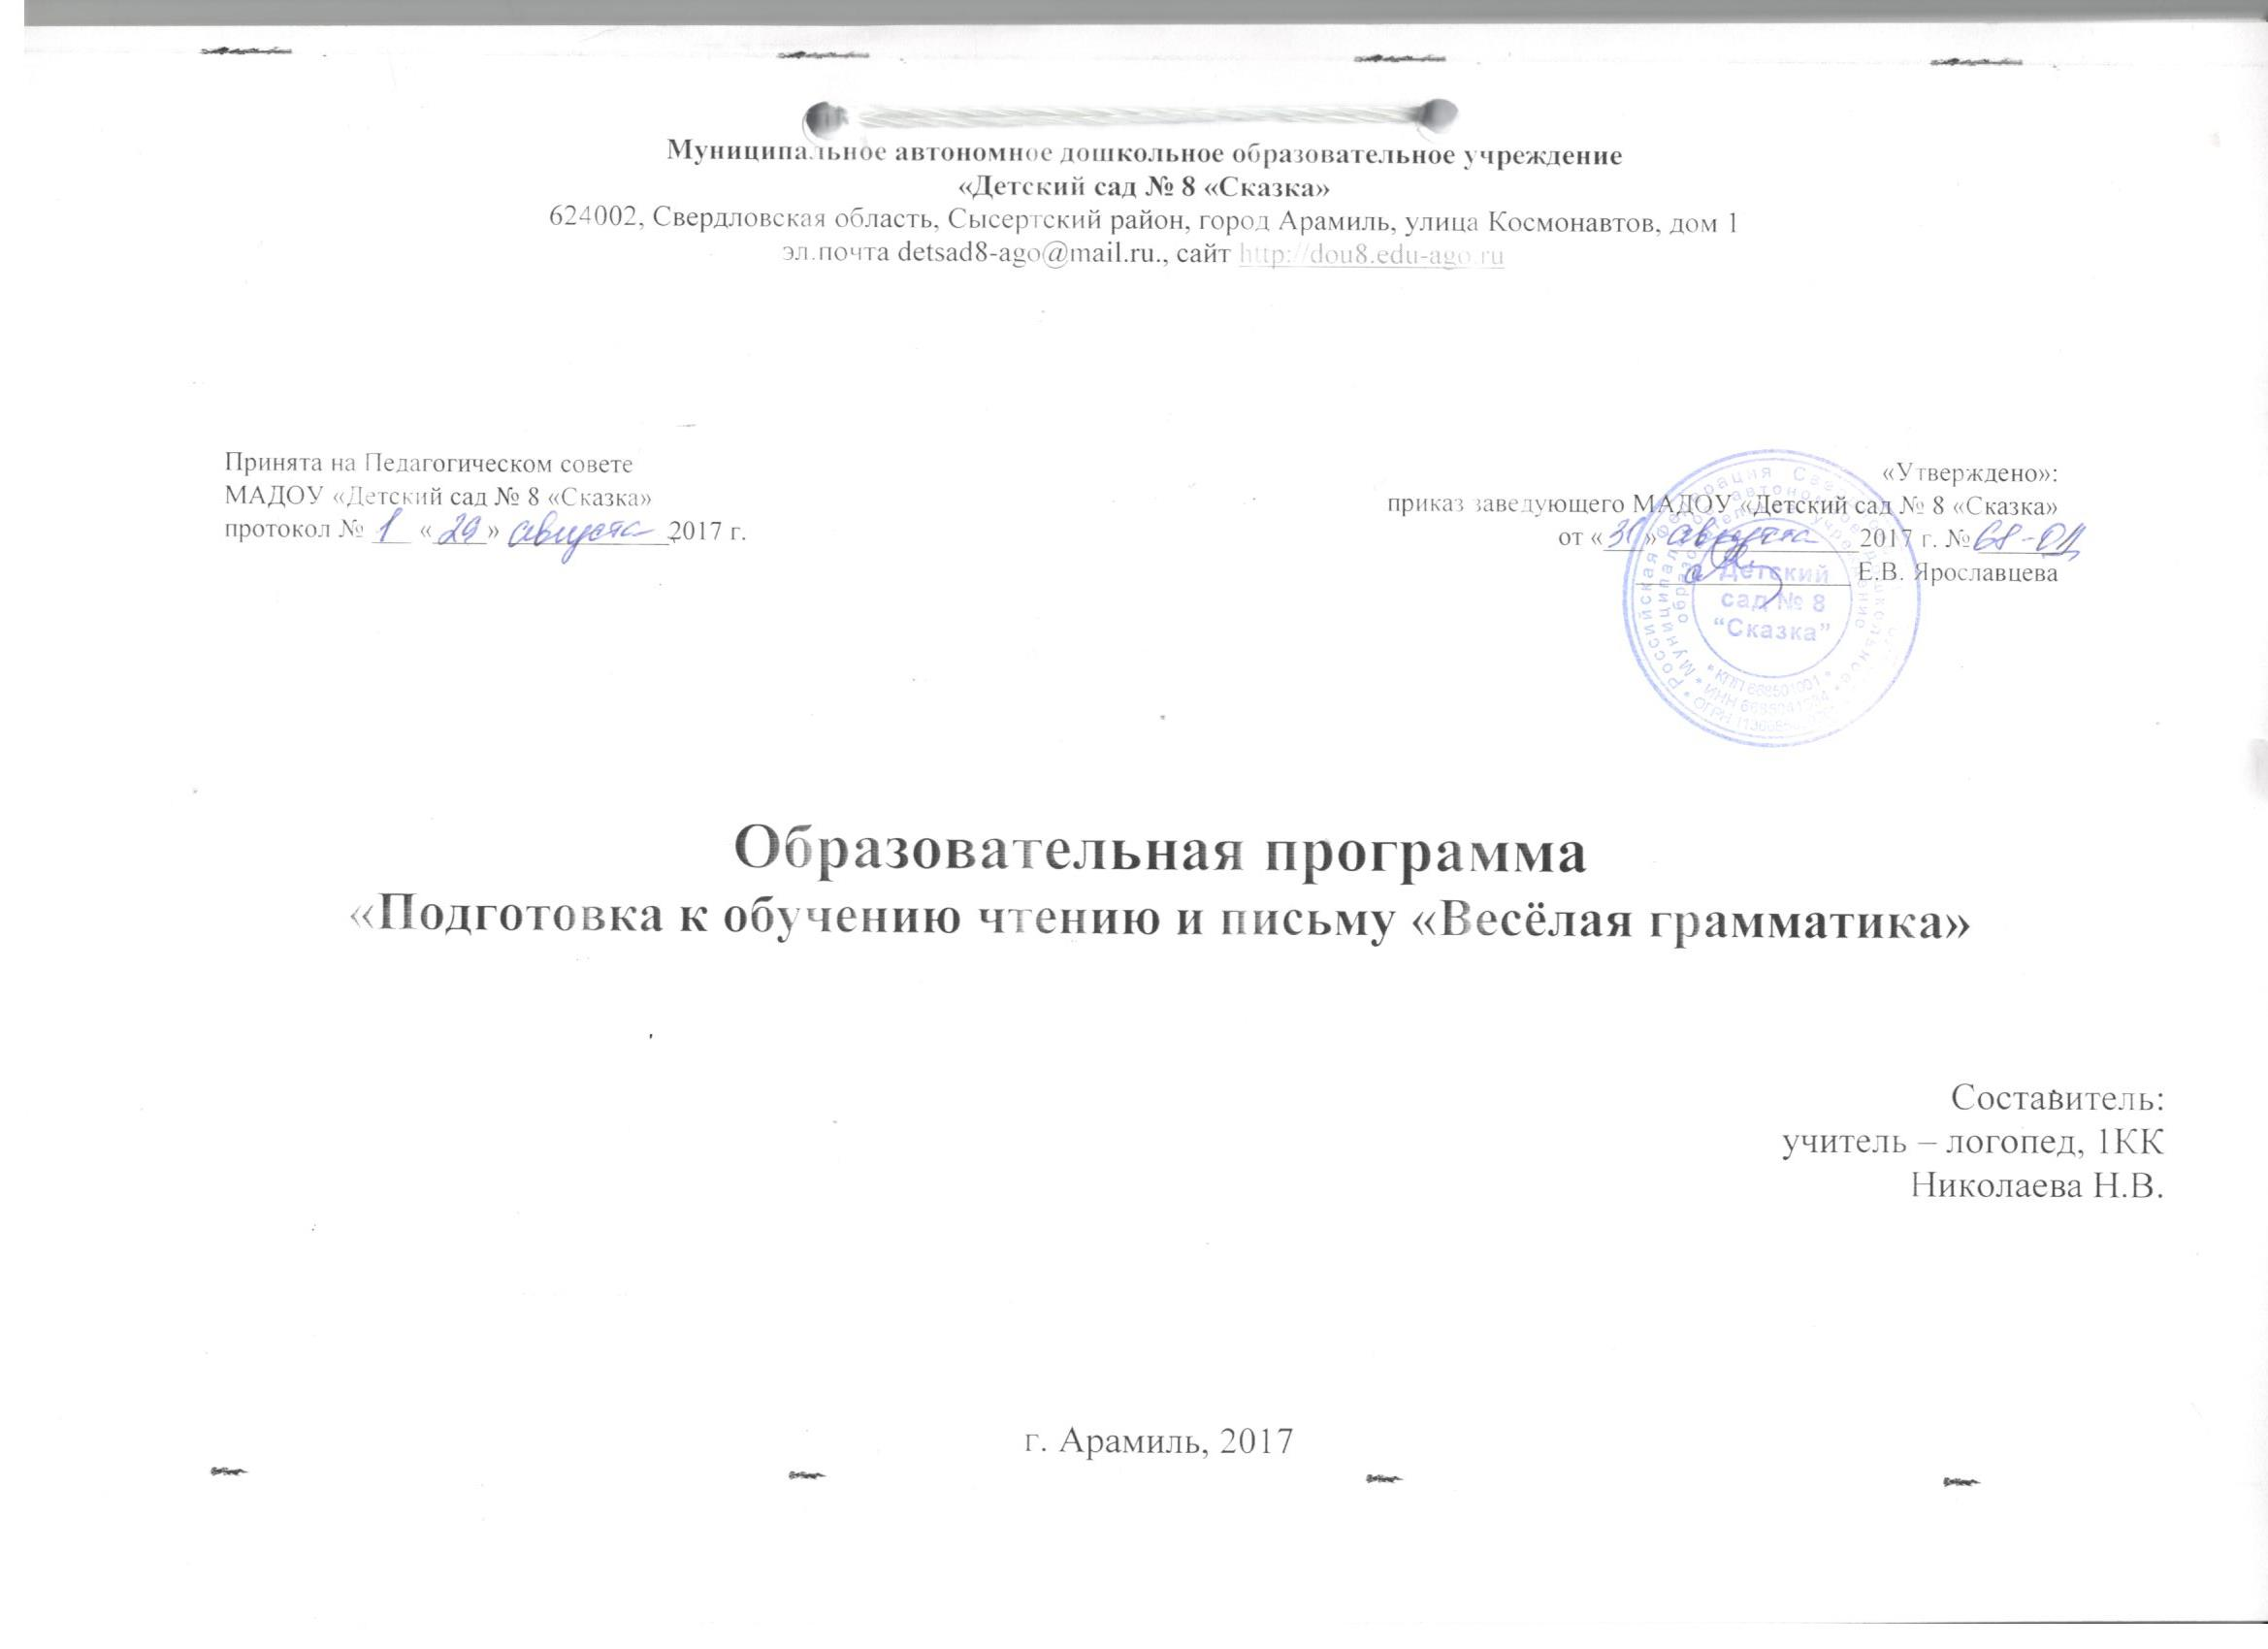 Муниципальное автономное дошкольное образовательное учреждение
«Детский сад № 8 «Сказка»
624002, Свердловская область, Сысертский район, город Арамиль, улица Космонавтов, дом 1
эл.почта detsad8-ago@mail.ru., сайт http://dou8.edu-ago.ru
Принята на Педагогическом совете
МАДОУ «Детский сад № 8 «Сказка»
протокол № 1 «29» августа 2017 г.
«Утверждено»:
приказ заведующего МАДОУ «Детский сад № 8 «Сказка»
от «31» августа 2017 г. № 68-ОД
Е.В. Ярославцева
Детский
сад № 8
“Сказка”
Образовательная программа
«Подготовка к обучению чтению и письму «Весёлая грамматика»
Составитель:
учитель – логопед, 1КК
Николаева Н.В.
г. Арамиль, 2017